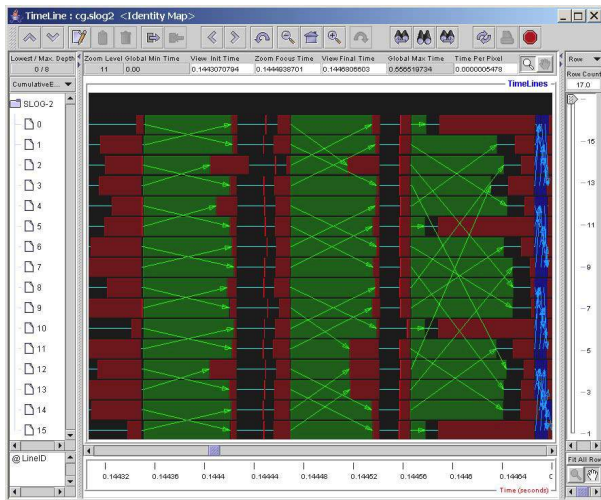 TimeLine : cg.slog2 <Identity Map>
Lowest / Max. Depth
0 / 8
Zoom Level
11
Global Min Time
0.00
View Init Time
0.1443070794
Zoom Focus Time
0.1444938701
View Final Time
Global Max Time
Time Per Pixel
0.0000005478
Row
Row Count
17.0
CumulativeE...
TimeLines
SLOG-2
0
1
2
3
4
5
6
7
8
9
10
11
12
13
14
15
15
13
11
9
7
5
3
1
@ LineID
Fit All Row
0.14432
0.14436
0.1444
0.14444
0.14448
0.14452
0.14456
0.1446
0.14464
Time (seconds)